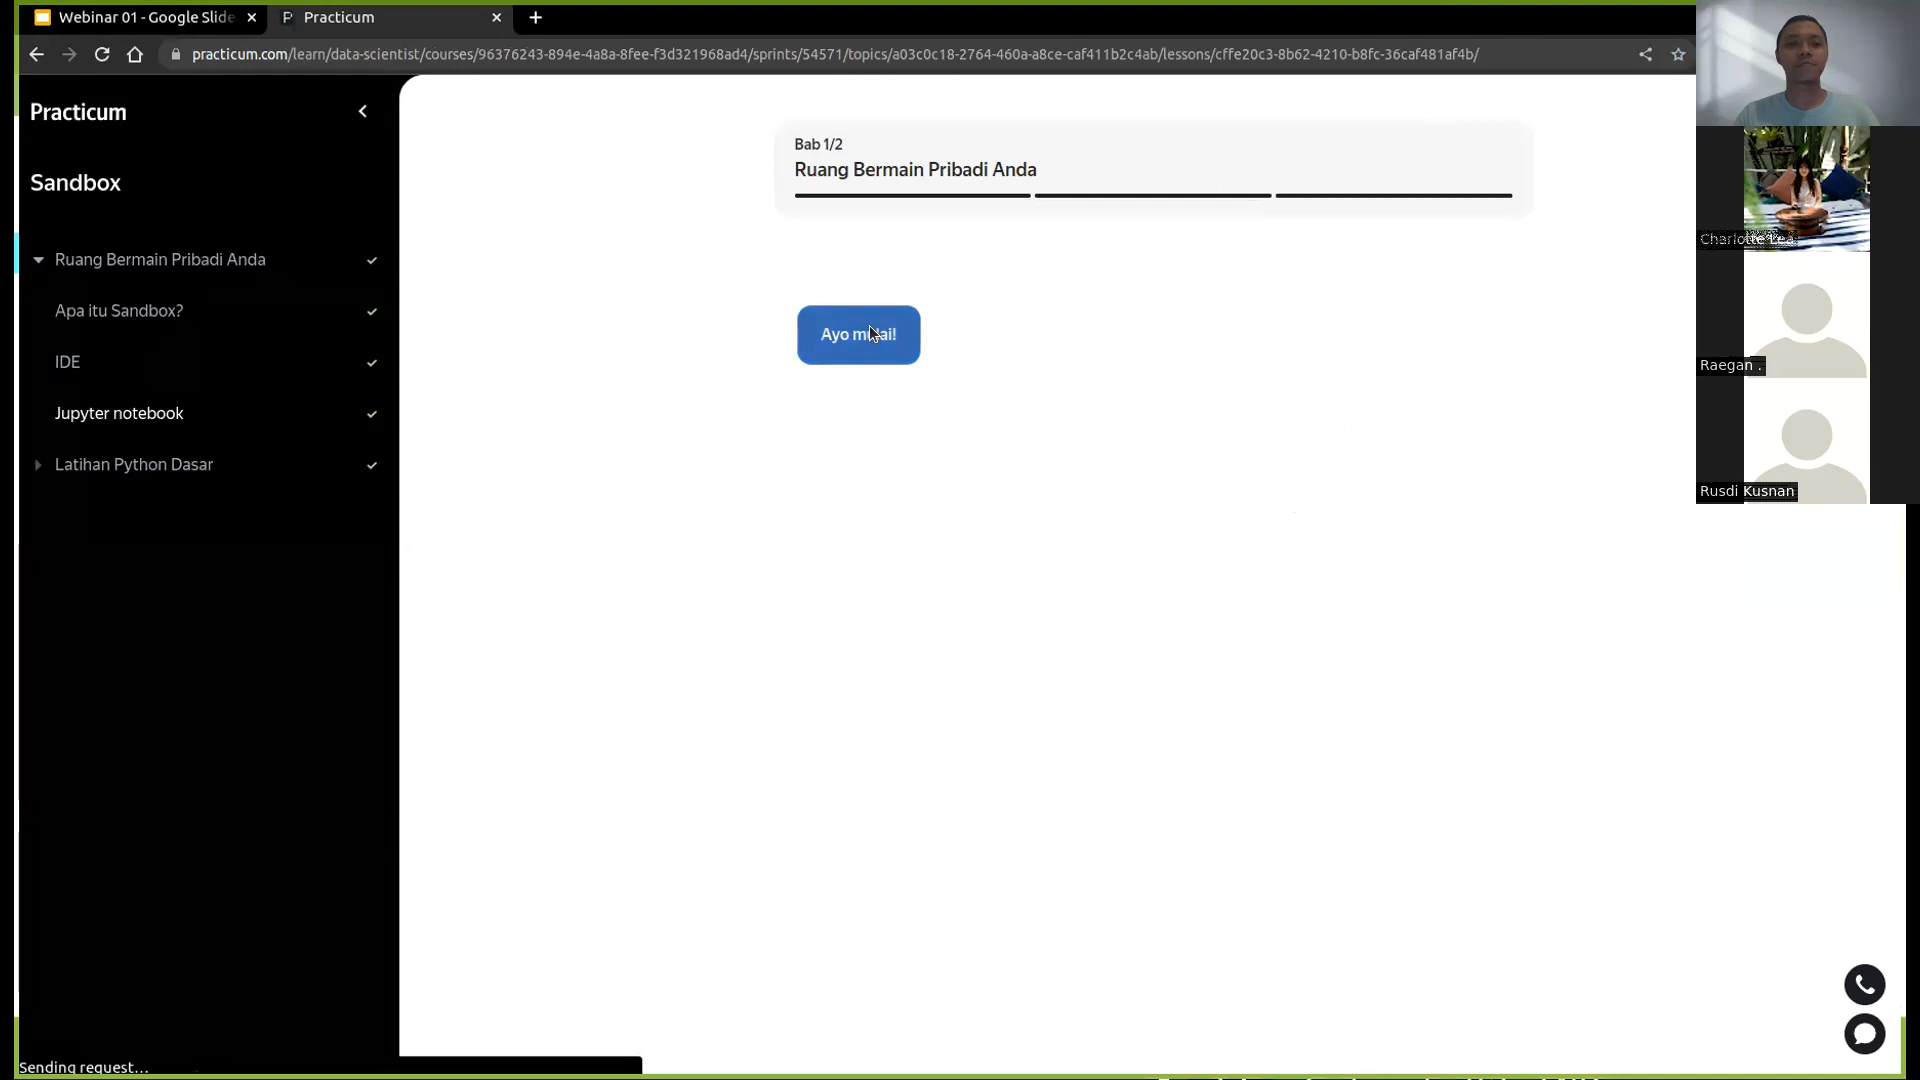 Webinar 01 - Google Slide
Practicum
practicum.com/learn/data-scientist/courses/96376243-894e-4a8a-8fee-f3d321968ad4/sprints/54571/topics/a03c0c18-2764-460a-a8ce-caf411b2c4ab/lessons/cffe20c3-8b62-4210-b8fc-36caf481af4b/
Practicum
Sandbox
Ruang Bermain Pribadi Anda
Apa itu Sandbox?
IDE
Jupyter notebook
Latihan Python Dasar
Bab 1/2
Ruang Bermain Pribadi Anda
Ayo mulai!
Charlotte Lea
Raegan .
Rusdi Kusnan
Sending request...